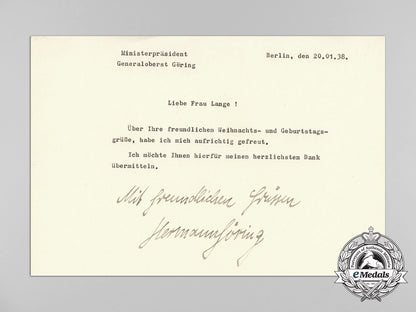 Ministerpräsident
Generaloberst Göring
Berlin, den 20.01.38.
Liebe Frau Lange !
Über Ihre freundlichen Weihnachts- und Geburtstags-
grüße, habe ich mich aufrichtig gefreut.
Ich möchte Ihnen hierfür meinen herzlichsten Dank
übermitteln.
Mit freundlichen Grüssen
Hermann Göring
eMedals